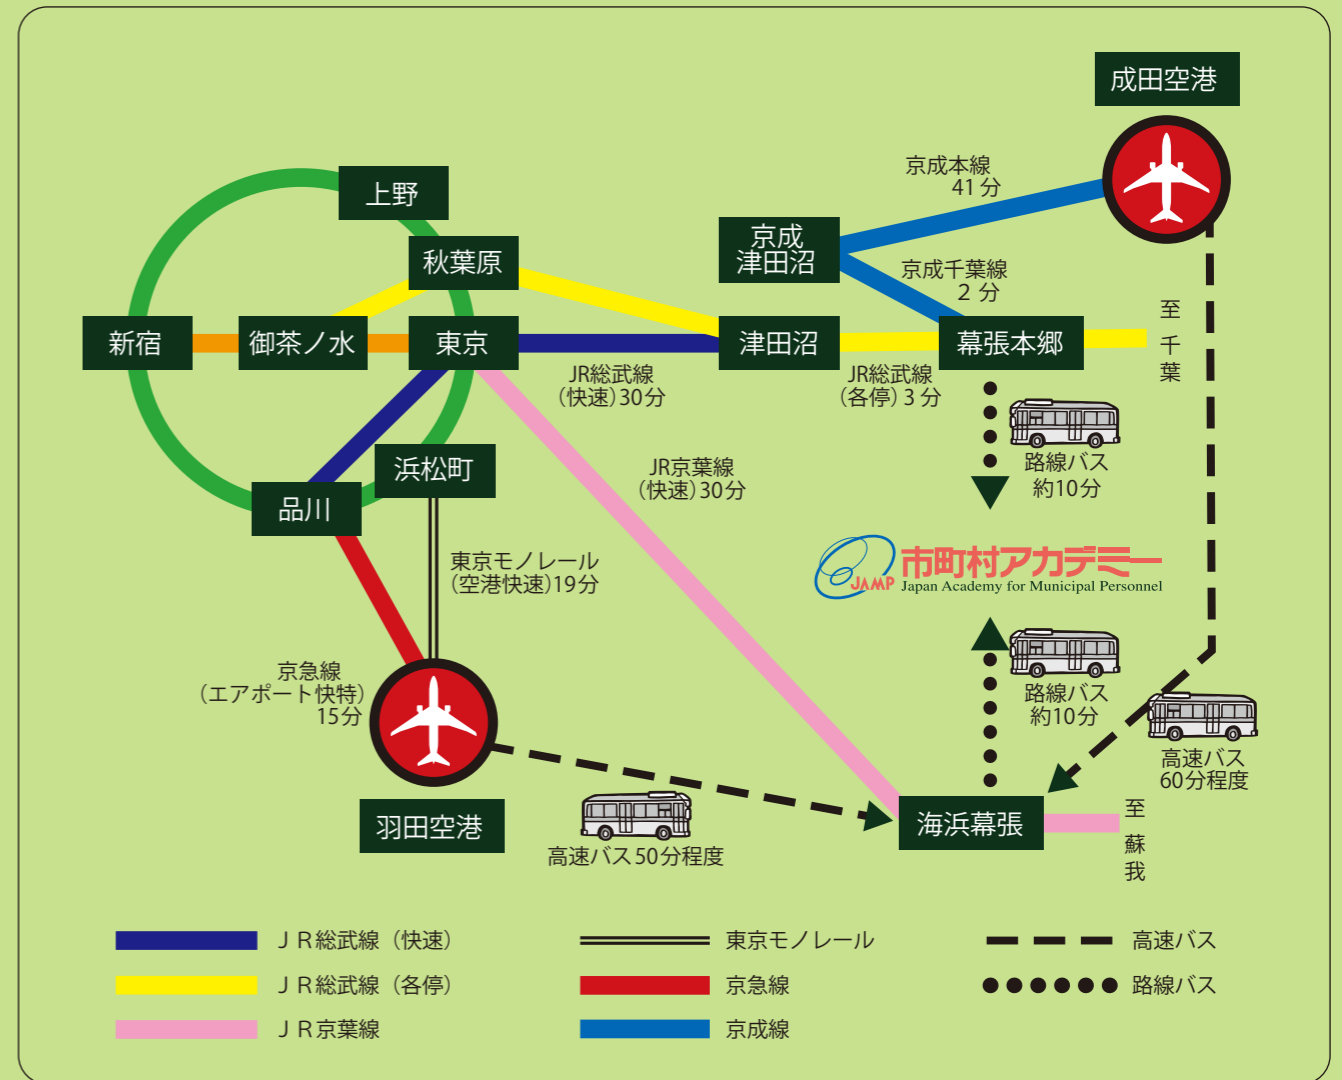 成田空港
京成本線
41分
上野
京成
津田沼
秋葉原
京成千葉線
2 分
新宿
御茶ノ水
東京
津田沼
幕張本郷
至
千
葉
JR総武線
(快速)30分
JR総武線
(各停) 3 分
浜松町
JR京葉線
(快速)30分
路線バス
約10分
品川
東京モノレール
(空港快速)19分
JAMP
市町村アカデミー
Japan Academy for Municipal Personnel
京急線
(エアポート快特)
15分
路線バス
約10分
高速バス
60分程度
羽田空港
高速バス50分程度
海浜幕張
至
蘇
我
ＪＲ総武線（快速）
東京モノレール
高速バス
ＪＲ総武線（各停）
京急線
路線バス
ＪＲ京葉線
京成線